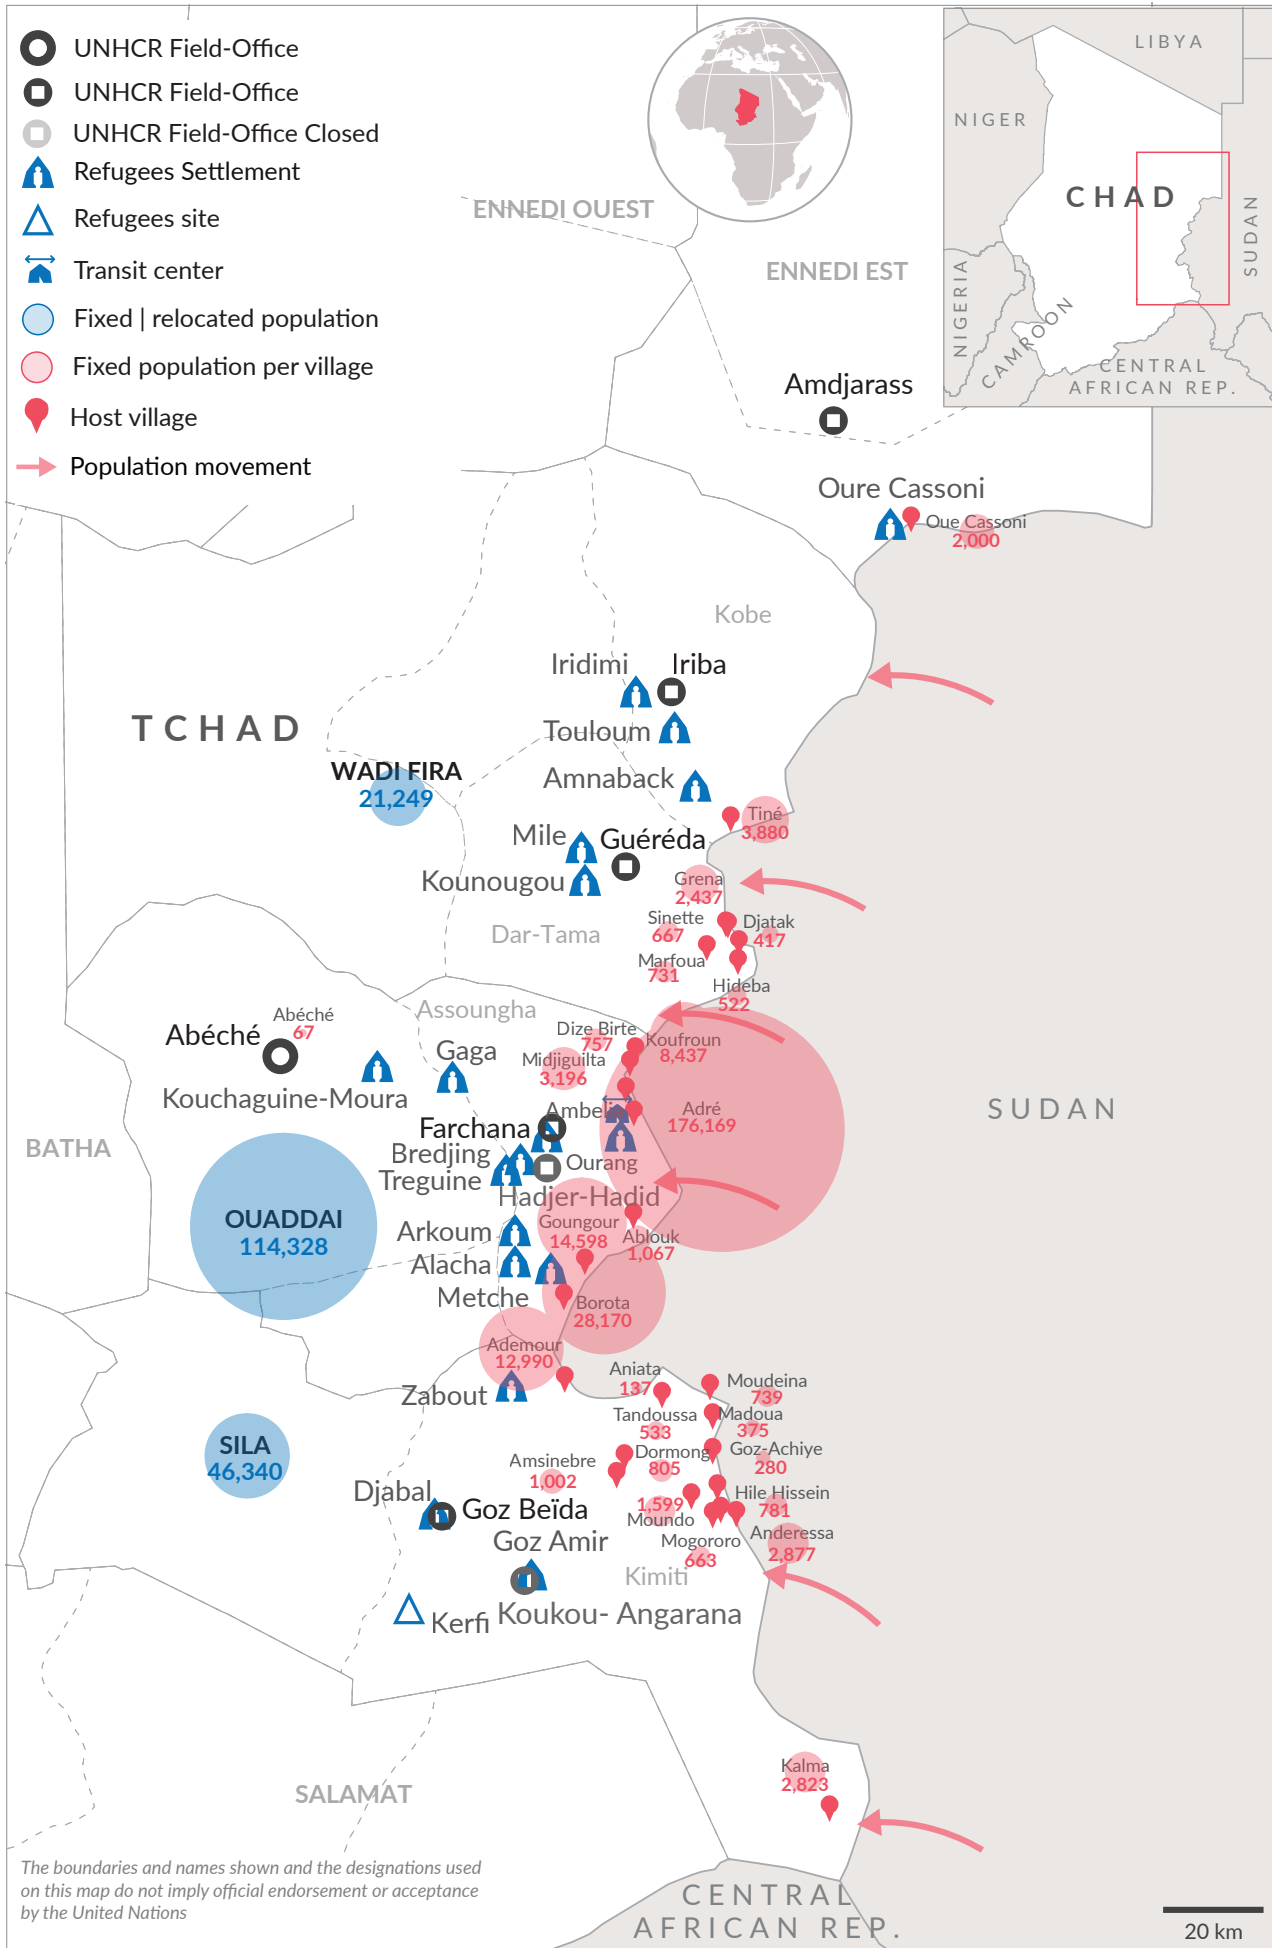 UNHCR Field-Office
UNHCR Field-Office
UNHCR Field-Office Closed
Refugees Settlement
Refugees site
Transit center
Fixed | relocated population
Fixed population per village
Host village
Population movement
LIBYA
NIGER
CHAD
SUDAN
NIGERIA
CAMROON
CENTRAL
AFRICAN REP.
ENNEDI OUEST
ENNEDI EST
Amdjarass
Oure Cassoni
Oue Cassoni
2,000
Kobe
Iridimi
Iriba
TCHAD
Touloum
WADI FIRA
21,249
Amnaback
Tiné
3,880
Mile
Guéréda
Kounougou
Grena
2,437
Sinette
667
Djatak
417
Dar-Tama
Marfoua
731
Hideba
522
Assoungha
Abéché
67
Abéché
Dize Birte
757
Koufroun
8,437
Gaga
Midjiguilta
3,196
Kouchaguine-Moura
Ambelia
Adré
176,169
SUDAN
Farchana
BATHA
Bredjing
Ourang
Treguine
Hadjer-Hadid
OUADDAI
114,328
Arkoum
Goungour
14,598
Ablouk
1,067
Alacha
Metche
Borota
28,170
Ademour
12,990
Zabout
Aniata
137
Moudeina
739
Tandoussa
533
Madoua
375
SILA
46,340
Amsinebre
1,002
Dormong
805
Goz-Achiye
280
Djabal
Goz Beïda
1,599
Moundo
Hile Hissein
781
Goz Amir
Mogororo
663
Anderessa
2,877
Kimiti
Kerfi
Koukou- Angarana
Kalma
2,823
SALAMAT
The boundaries and names shown and the designations used
on this map do not imply official endorsement or acceptance
by the United Nations
CENTRAL
AFRICAN REP.
20 km